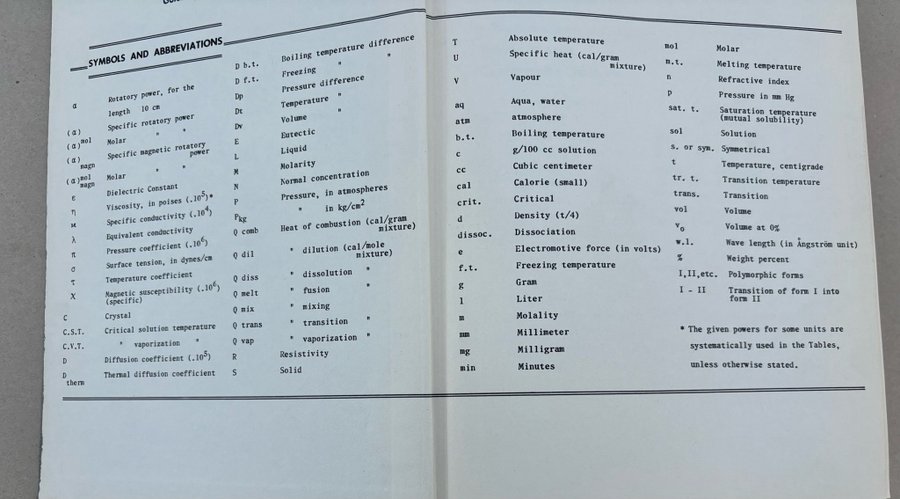 SYMBOLS AND ABBREVIATIONS
α Rotatory power, for the
length 10 cm
(α) Specific rotatory power
(α)mol Molar " "
(α)magn Specific magnetic rotatory
power
(α)mol magn Molar " "
ε Dielectric Constant
η Viscosity, in poises (.10⁵)*
ϰ Specific conductivity (.10⁴)
λ Equivalent conductivity
π Pressure coefficient (.10⁶)
σ Surface tension, in dynes/cm
τ Temperature coefficient
χ Magnetic susceptibility (.10⁶)
(specific)
C Crystal
C.S.T. Critical solution temperature
C.V.T. " vaporization "
D Diffusion coefficient (.10⁵)
D therm Thermal diffusion coefficient
D b.t. Boiling temperature difference
D f.t. Freezing " "
Dp Pressure difference
Dt Temperature "
Dv Volume "
E Eutectic
L Liquid
M Molarity
N Normal concentration
P Pressure, in atmospheres
Pkg " in kg/cm²
Q comb Heat of combustion (cal/gram
mixture)
Q dil " dilution (cal/mole
mixture)
Q diss " dissolution "
Q melt " fusion "
Q mix " mixing
Q trans " transition "
Q vap " vaporization "
R Resistivity
S Solid
T Absolute temperature
U Specific heat (cal/gram
mixture)
V Vapour
aq Aqua, water
atm atmosphere
b.t. Boiling temperature
c g/100 cc solution
cc Cubic centimeter
cal Calorie (small)
crit. Critical
d Density (t/4)
dissoc. Dissociation
e Electromotive force (in volts)
f.t. Freezing temperature
g Gram
l Liter
m Molality
mm Millimeter
mg Milligram
min Minutes
mol Molar
m.t. Melting temperature
n Refractive index
p Pressure in mm Hg
sat. t. Saturation temperature
(mutual solubility)
sol Solution
s. or sym. Symmetrical
t Temperature, centigrade
tr. t. Transition temperature
trans. Transition
vol Volume
v₀ Volume at 0%
w.l. Wave length (in Ångström unit)
% Weight percent
I,II,etc. Polymorphic forms
I - II Transition of form I into
form II
* The given powers for some units are
systematically used in the Tables,
unless otherwise stated.